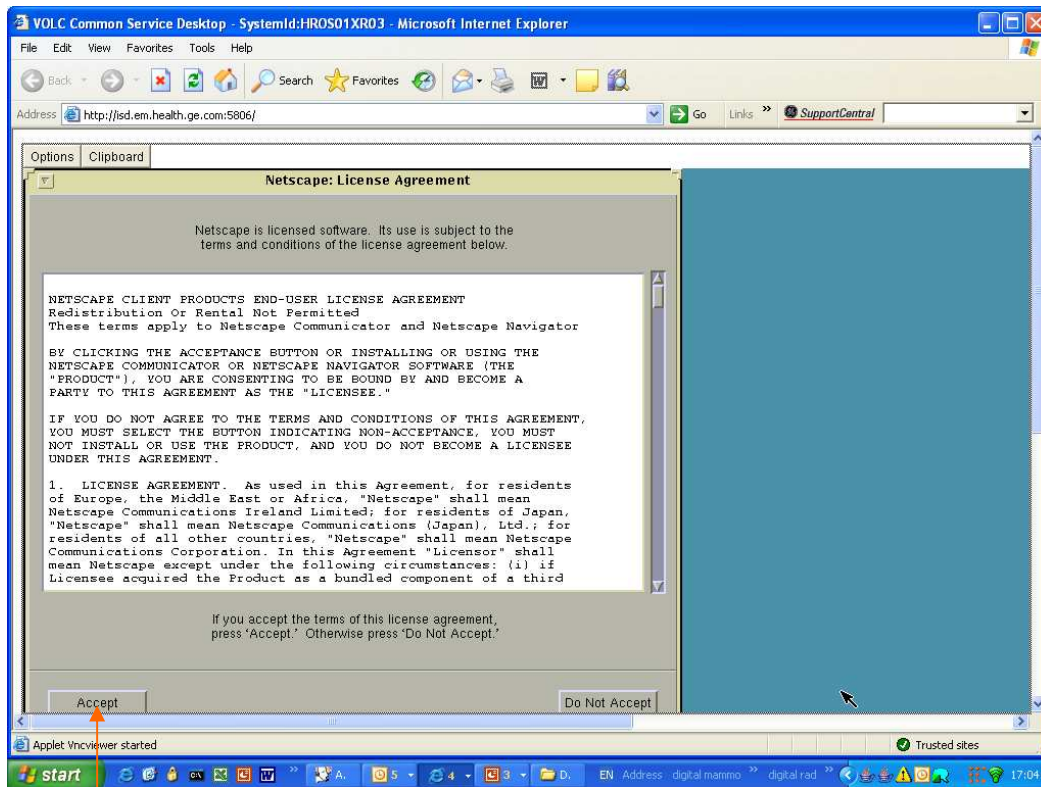 VOLC Common Service Desktop - SystemId:HROS01XR03 - Microsoft Internet Explorer
File Edit View Favorites Tools Help
Back Search Favorites
Address http://isd.em.health.ge.com:5806/ Go Links » SupportCentral
Options Clipboard
Netscape: License Agreement
Netscape is licensed software. Its use is subject to the
terms and conditions of the license agreement below.
NETSCAPE CLIENT PRODUCTS END-USER LICENSE AGREEMENT
Redistribution Or Rental Not Permitted
These terms apply to Netscape Communicator and Netscape Navigator
BY CLICKING THE ACCEPTANCE BUTTON OR INSTALLING OR USING THE
NETSCAPE COMMUNICATOR OR NETSCAPE NAVIGATOR SOFTWARE (THE
"PRODUCT"), YOU ARE CONSENTING TO BE BOUND BY AND BECOME A
PARTY TO THIS AGREEMENT AS THE "LICENSEE."
IF YOU DO NOT AGREE TO THE TERMS AND CONDITIONS OF THIS AGREEMENT,
YOU MUST SELECT THE BUTTON INDICATING NON-ACCEPTANCE, YOU MUST
NOT INSTALL OR USE THE PRODUCT, AND YOU DO NOT BECOME A LICENSEE
UNDER THIS AGREEMENT.
1. LICENSE AGREEMENT. As used in this Agreement, for residents
of Europe, the Middle East or Africa, "Netscape" shall mean
Netscape Communications Ireland Limited; for residents of Japan,
"Netscape" shall mean Netscape Communications (Japan), Ltd.; for
residents of all other countries, "Netscape" shall mean Netscape
Communications Corporation. In this Agreement "Licensor" shall
mean Netscape except under the following circumstances: (i) if
Licensee acquired the Product as a bundled component of a third
If you accept the terms of this license agreement,
press 'Accept.' Otherwise press 'Do Not Accept.'
Accept Do Not Accept
Applet Vncviewer started Trusted sites
start » A. 5 4 3 D. EN Address digital mammo » digital rad » 17:04